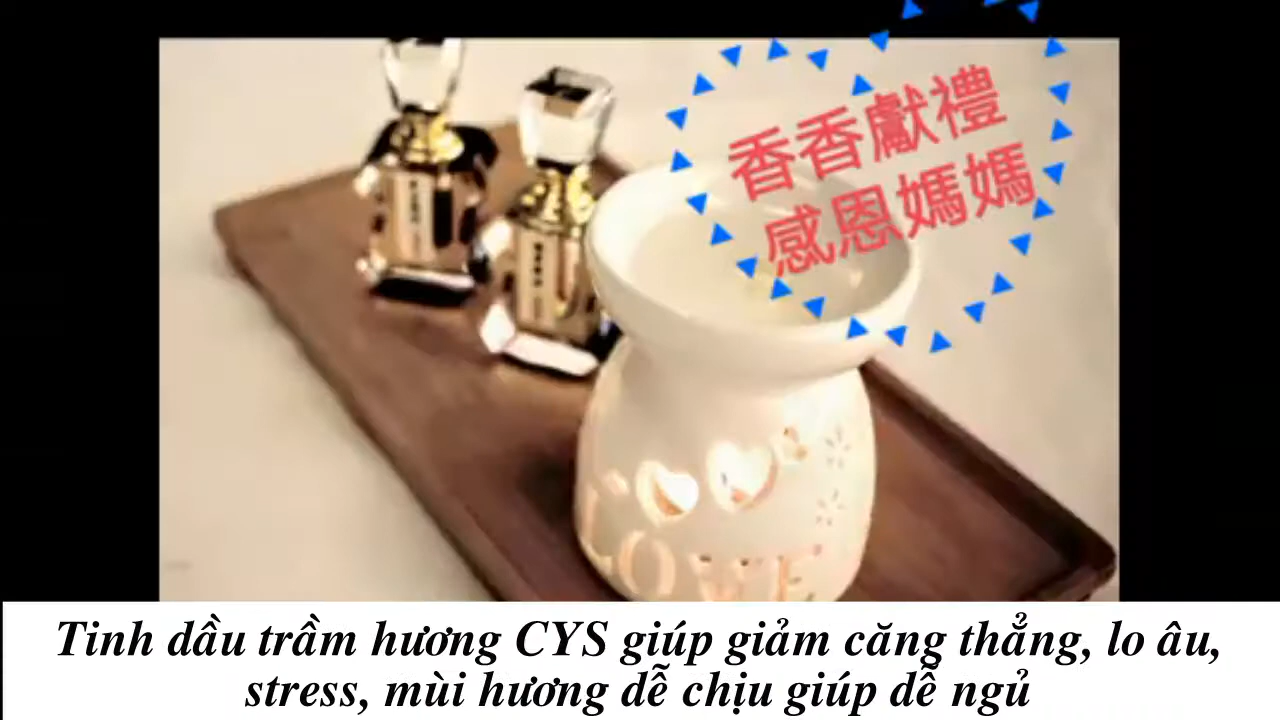 香香獻禮
感恩媽媽
LOVE
Tinh dầu trầm hương CYS giúp giảm căng thẳng, lo âu,
stress, mùi hương dễ chịu giúp dễ ngủ